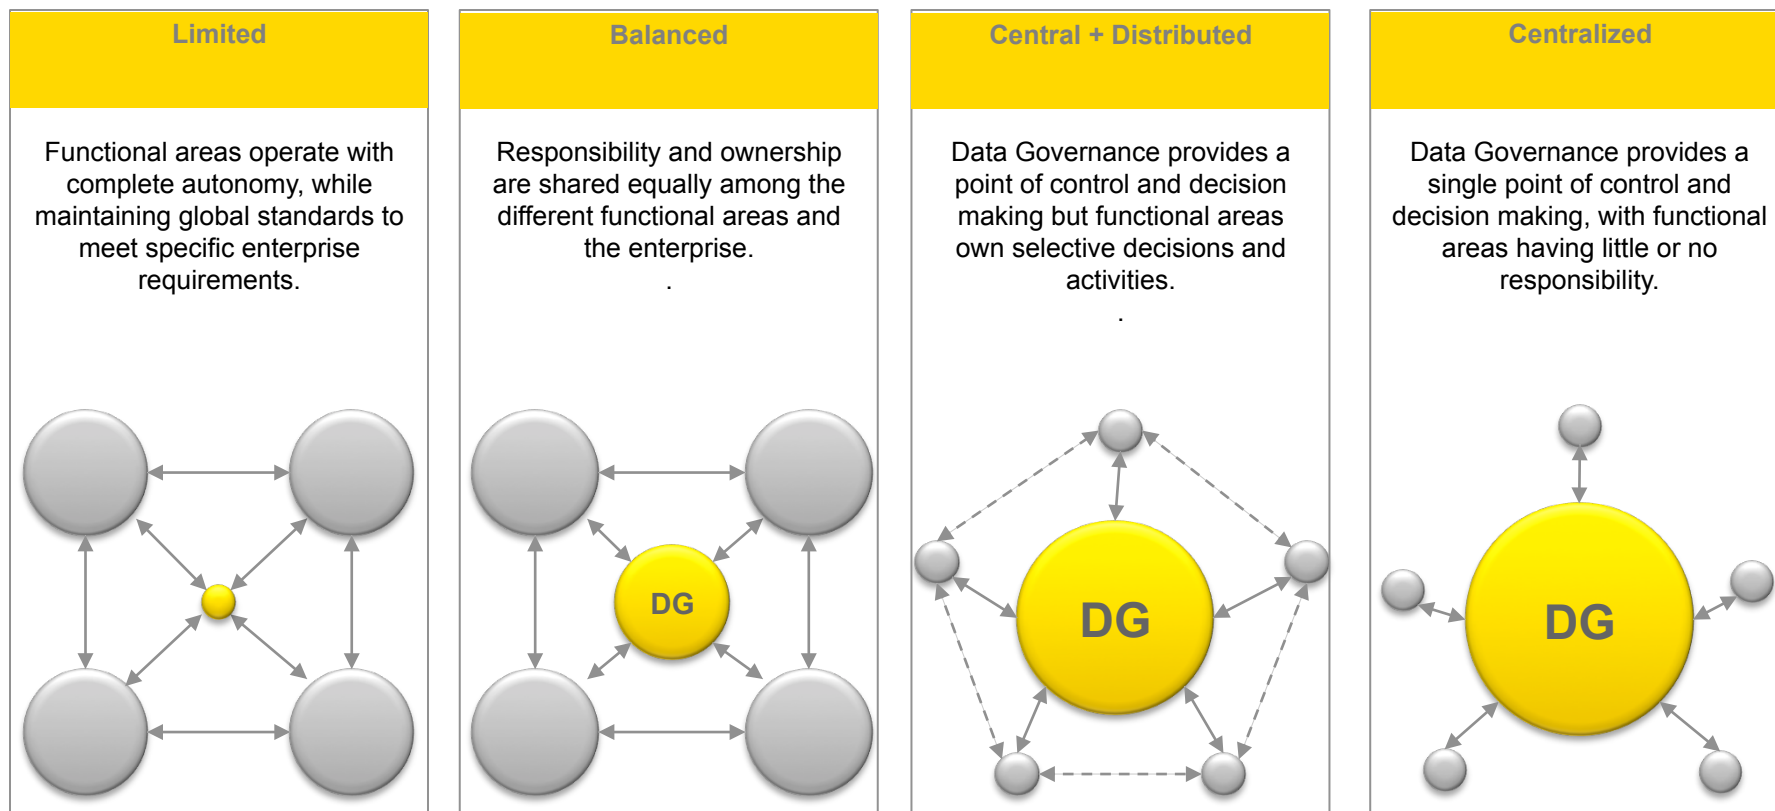 Limited
Functional areas operate with
complete autonomy, while
maintaining global standards to
meet specific enterprise
requirements.
Balanced
Responsibility and ownership
are shared equally among the
different functional areas and
the enterprise.
.
DG
Central + Distributed
Data Governance provides a
point of control and decision
making but functional areas
own selective decisions and
activities.
.
DG
Centralized
Data Governance provides a
single point of control and
decision making, with functional
areas having little or no
responsibility.
DG